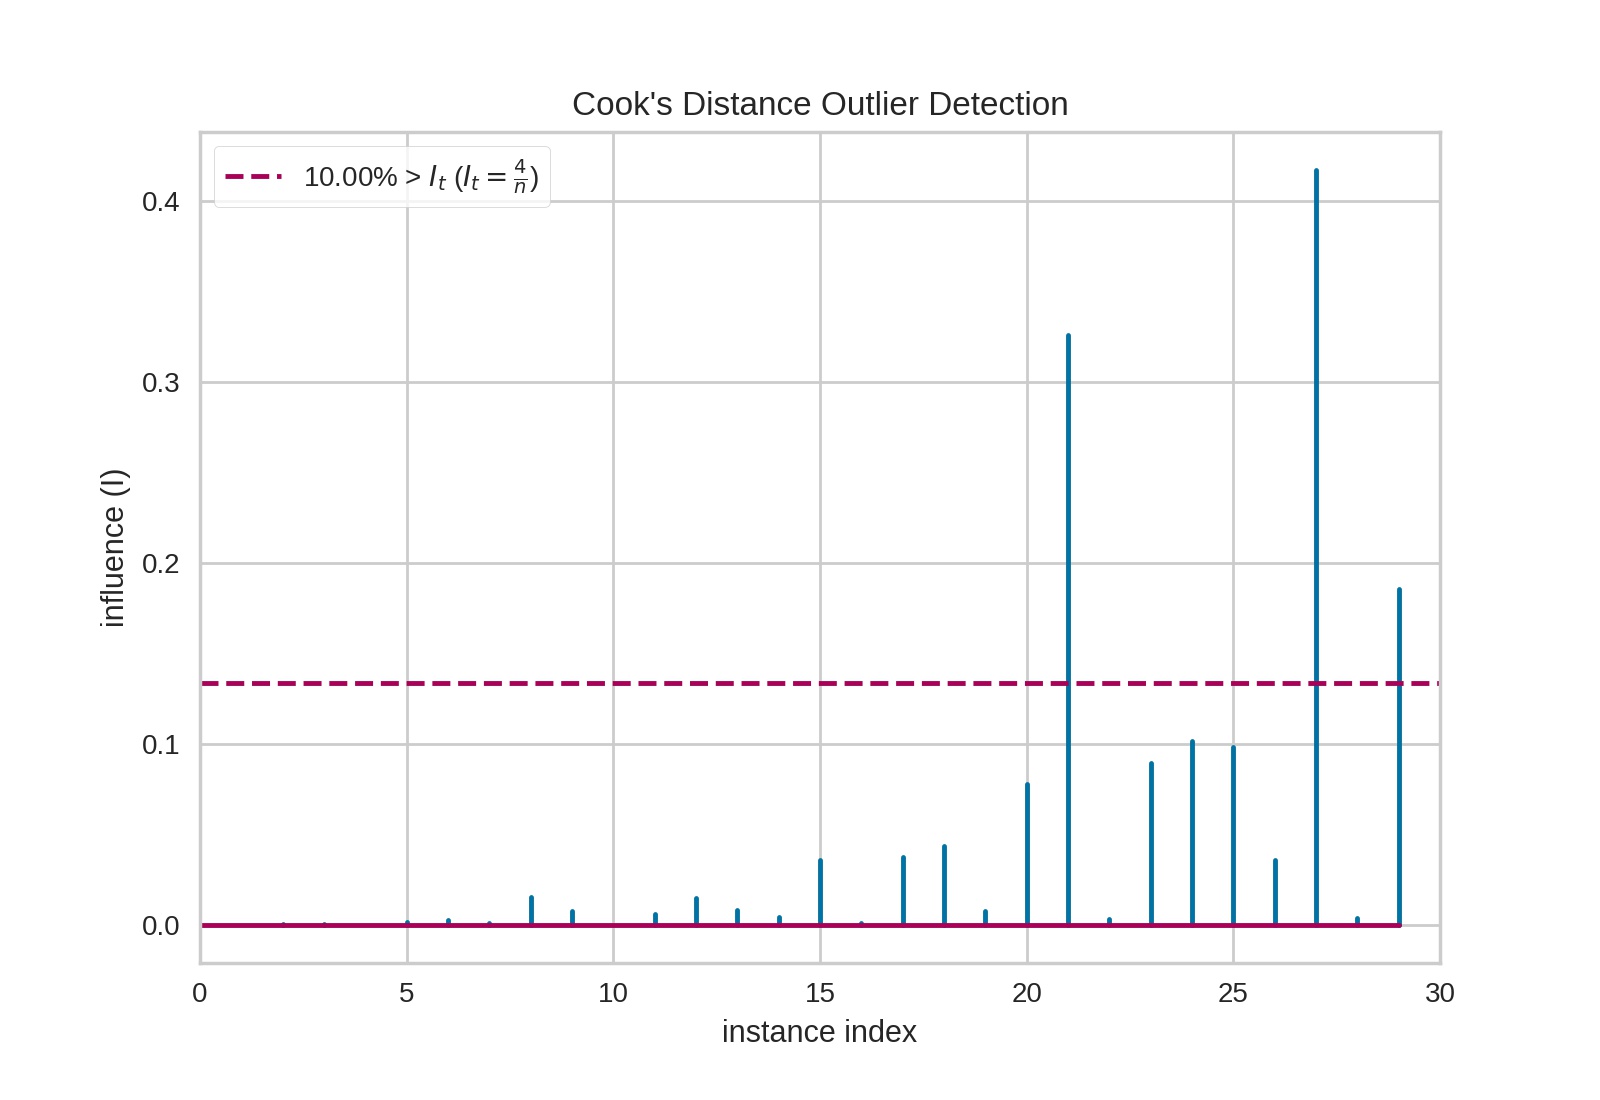 Cook's Distance Outlier Detection
10.00% > I_t (I_t = 4/n)
0.4
0.3
0.2
0.1
0.0
influence (I)
0 5 10 15 20 25 30
instance index